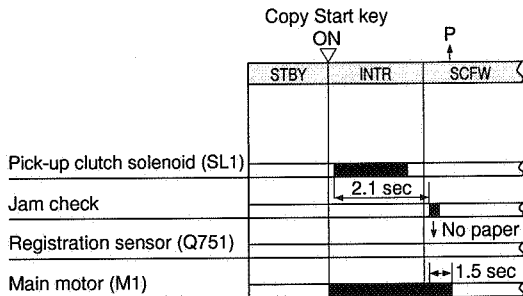 Copy Start key
ON
P
STBY
INTR
SCFW
Pick-up clutch solenoid (SL1)
2.1 sec
Jam check
No paper
Registration sensor (Q751)
1.5 sec
Main motor (M1)